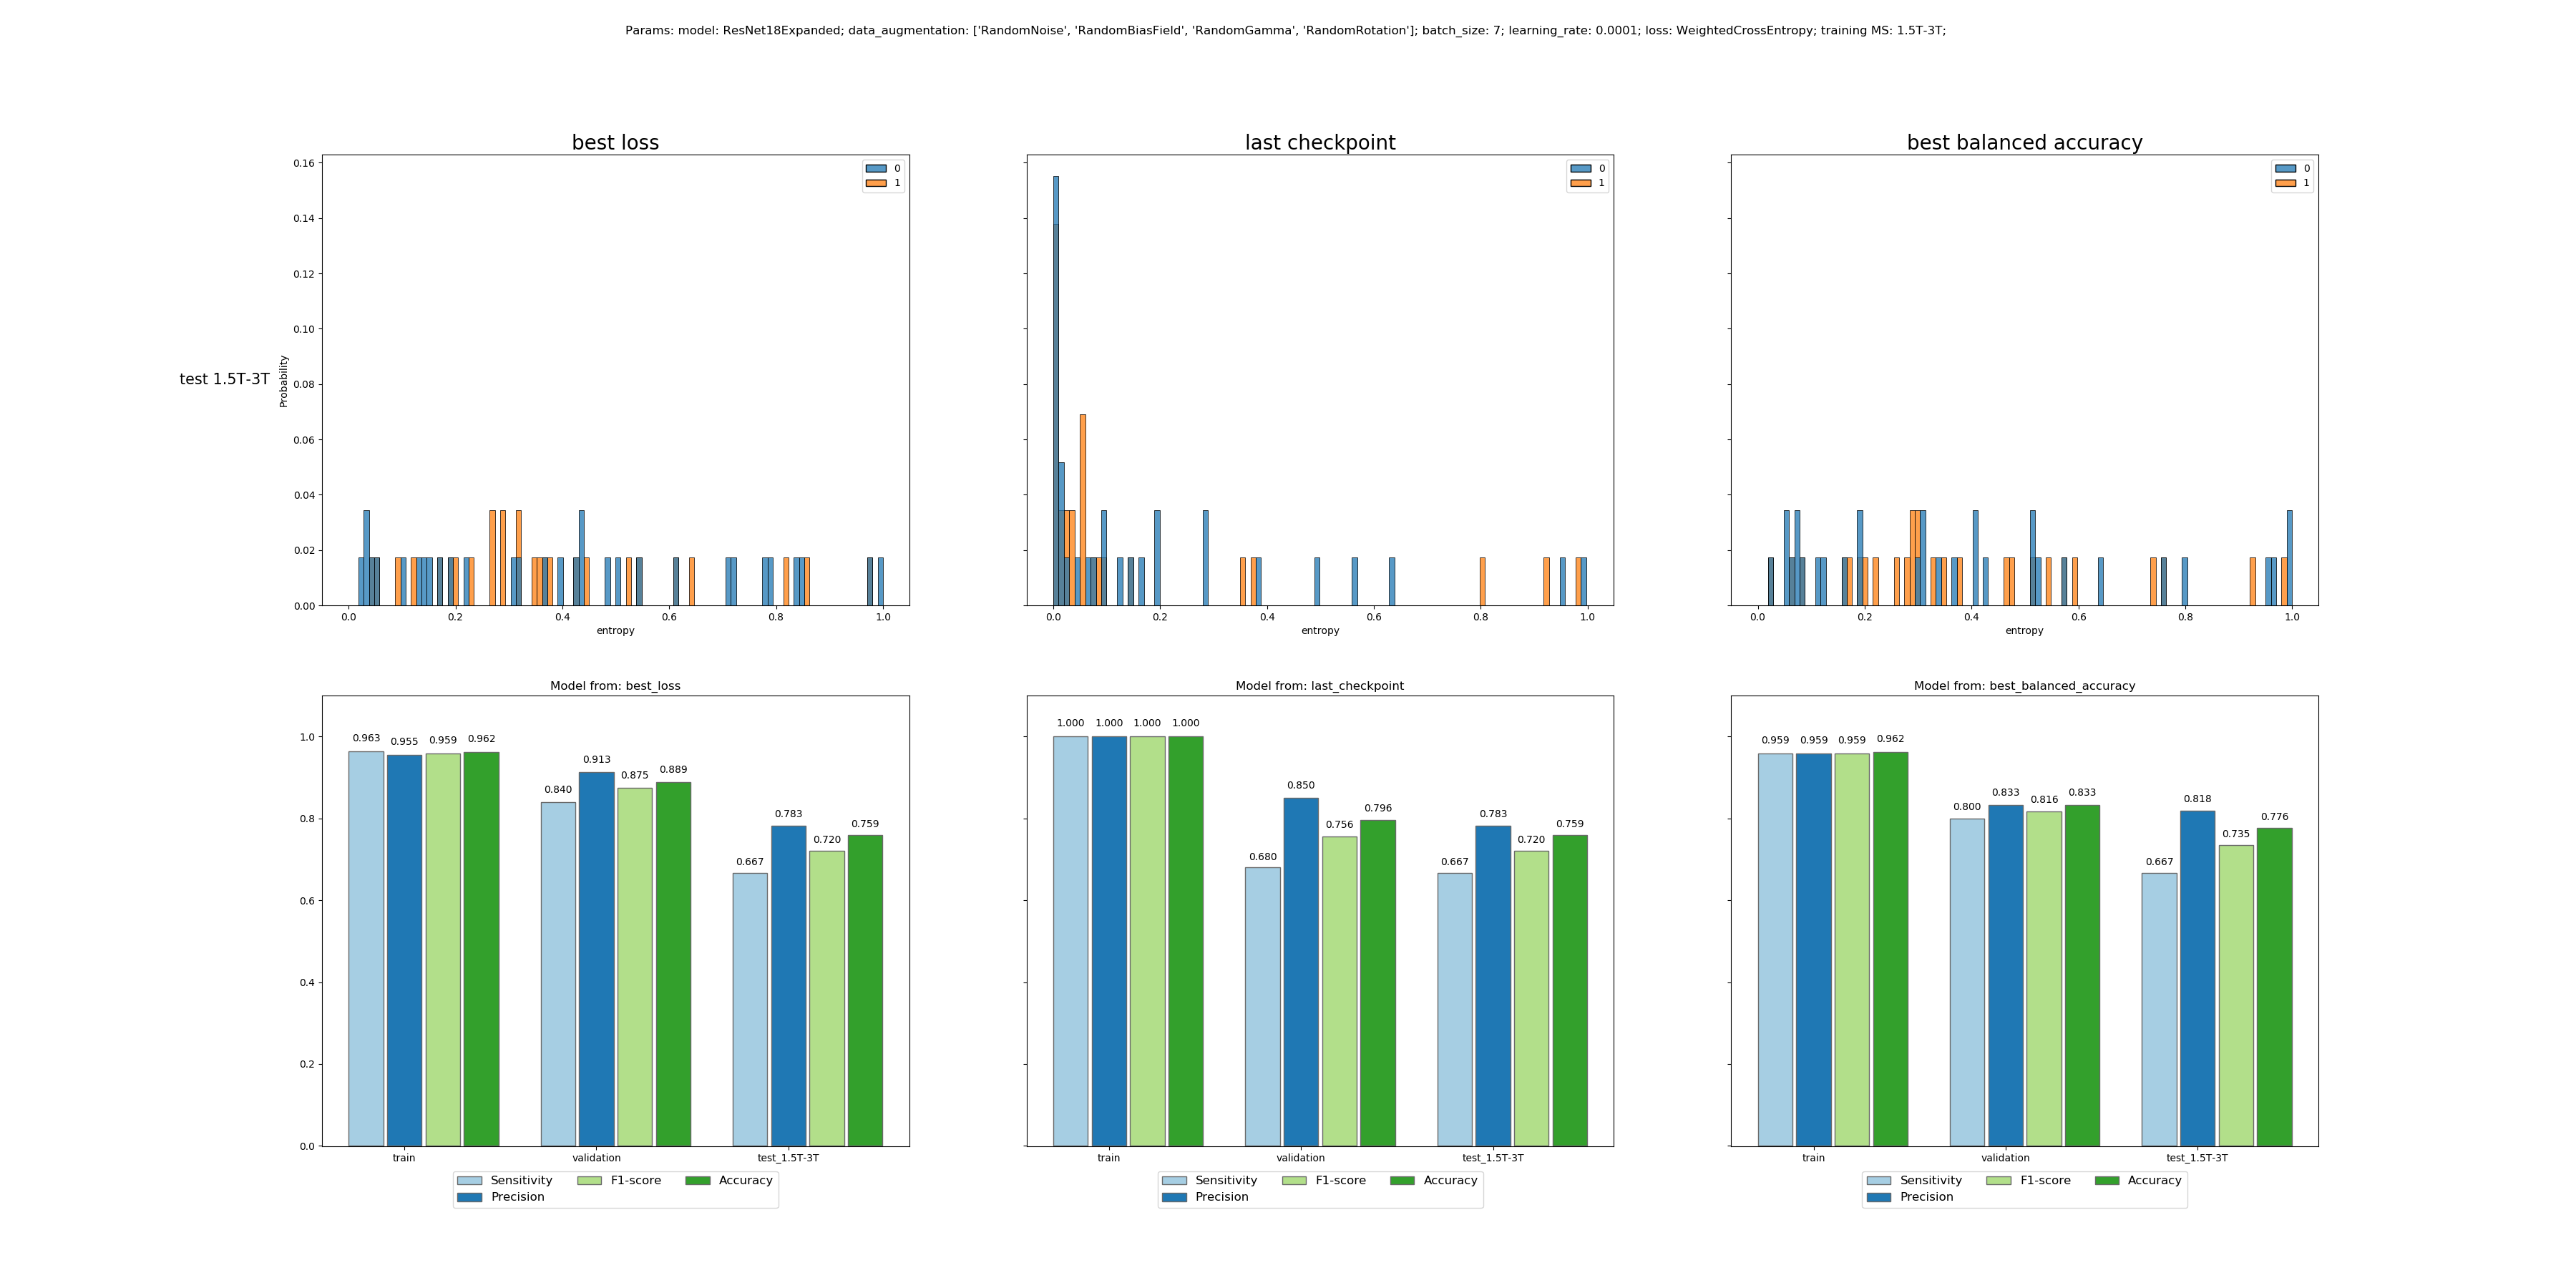 Params: model: ResNet18Expanded; data_augmentation: ['RandomNoise', 'RandomBiasField', 'RandomGamma', 'RandomRotation']; batch_size: 7; learning_rate: 0.0001; loss: WeightedCrossEntropy; training MS: 1.5T-3T;
best loss
last checkpoint
best balanced accuracy
test 1.5T-3T
Probability
0.16
0.14
0.12
0.10
0.08
0.06
0.04
0.02
0.00
0
1
0.0 0.2 0.4 0.6 0.8 1.0
entropy
0
1
0.0 0.2 0.4 0.6 0.8 1.0
entropy
0
1
0.0 0.2 0.4 0.6 0.8 1.0
entropy
Model from: best_loss
1.0
0.8
0.6
0.4
0.2
0.0
0.963 0.955 0.959 0.962
0.840 0.913 0.875 0.889
0.667 0.783 0.720 0.759
train validation test_1.5T-3T
Sensitivity F1-score Accuracy
Precision
Model from: last_checkpoint
1.000 1.000 1.000 1.000
0.680 0.850 0.756 0.796
0.667 0.783 0.720 0.759
train validation test_1.5T-3T
Sensitivity F1-score Accuracy
Precision
Model from: best_balanced_accuracy
0.959 0.959 0.959 0.962
0.800 0.833 0.816 0.833
0.667 0.818 0.735 0.776
train validation test_1.5T-3T
Sensitivity F1-score Accuracy
Precision